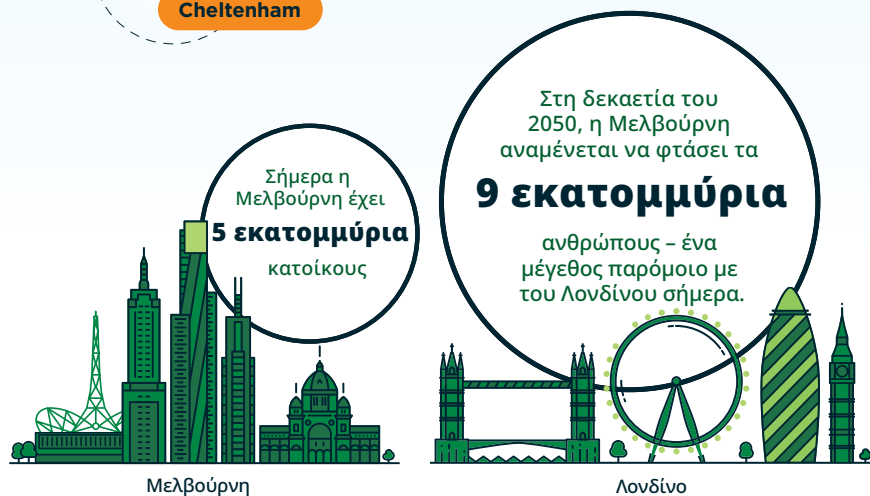 Cheltenham
Σήμερα η
Μελβούρνη έχει
5 εκατομμύρια
κατοίκους
Στη δεκαετία του
2050, η Μελβούρνη
αναμένεται να φτάσει τα
9 εκατομμύρια
ανθρώπους – ένα
μέγεθος παρόμοιο με
του Λονδίνου σήμερα.
Μελβούρνη
Λονδίνο